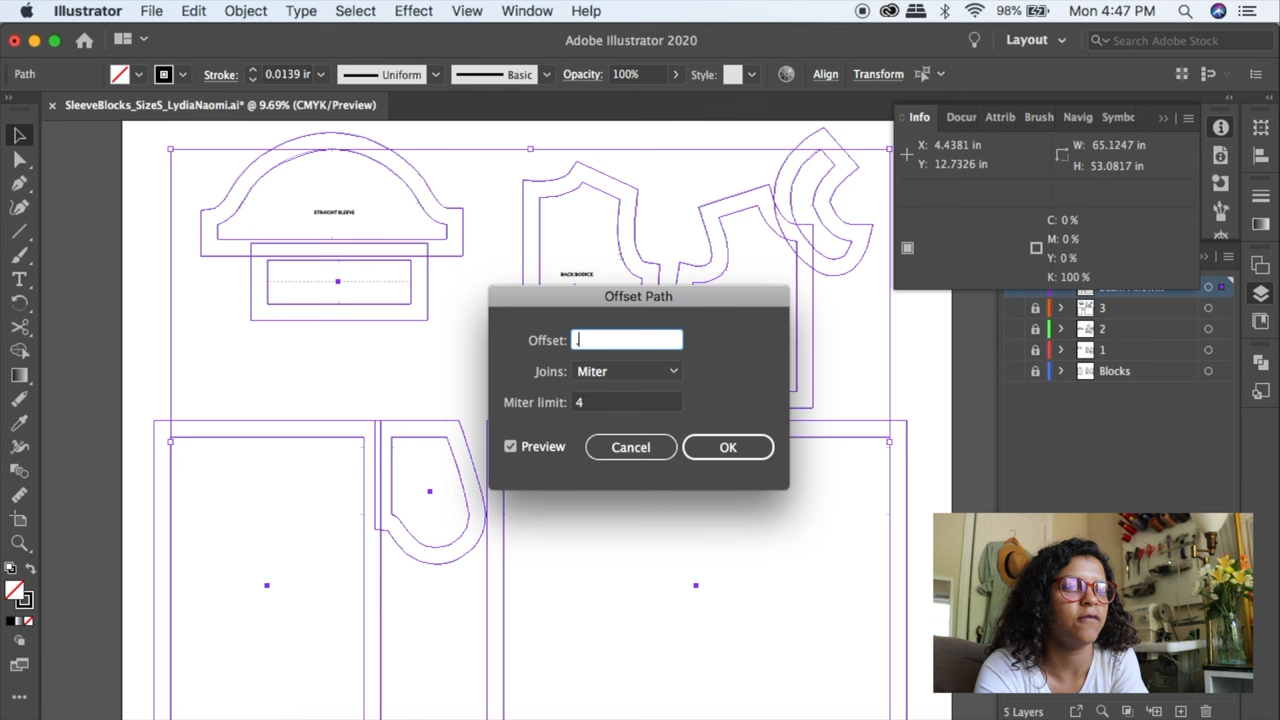 Illustrator File Edit Object Type Select Effect View Window Help 98% Mon 4:47 PM
Adobe Illustrator 2020 Layout Search Adobe Stock
Path Stroke: 0.0139 in Uniform Basic Opacity: 100% Style: Align Transform
SleeveBlocks_SizeS_LydiaNaomi.ai* @ 9.69% (CMYK/Preview)
Info Docur Attrib Brush Navig Symbc
X: 4.4381 in W: 65.1247 in
Y: 12.7326 in H: 53.0817 in
C: 0 %
M: 0 %
Y: 0 %
K: 100 %
STRAIGHT SLEEVE
BACK BODICE
Offset Path
Offset: .
Joins: Miter
Miter limit: 4
Preview Cancel OK
3
2
1
Blocks
5 Layers